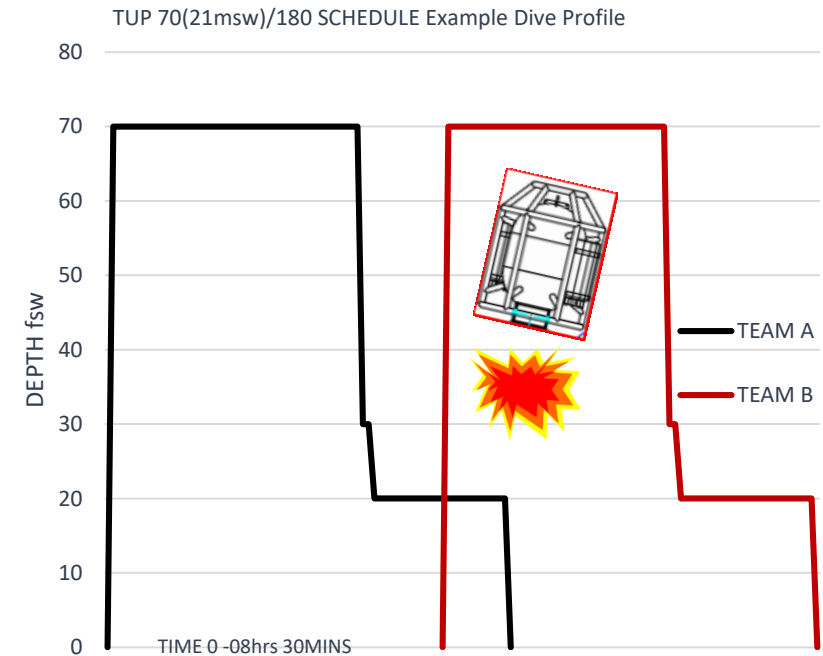 TUP 70(21msw)/180 SCHEDULE Example Dive Profile
80
70
60
50
40
30
20
10
0
DEPTH fsw
TEAM A
TEAM B
TIME 0 -08hrs 30MINS